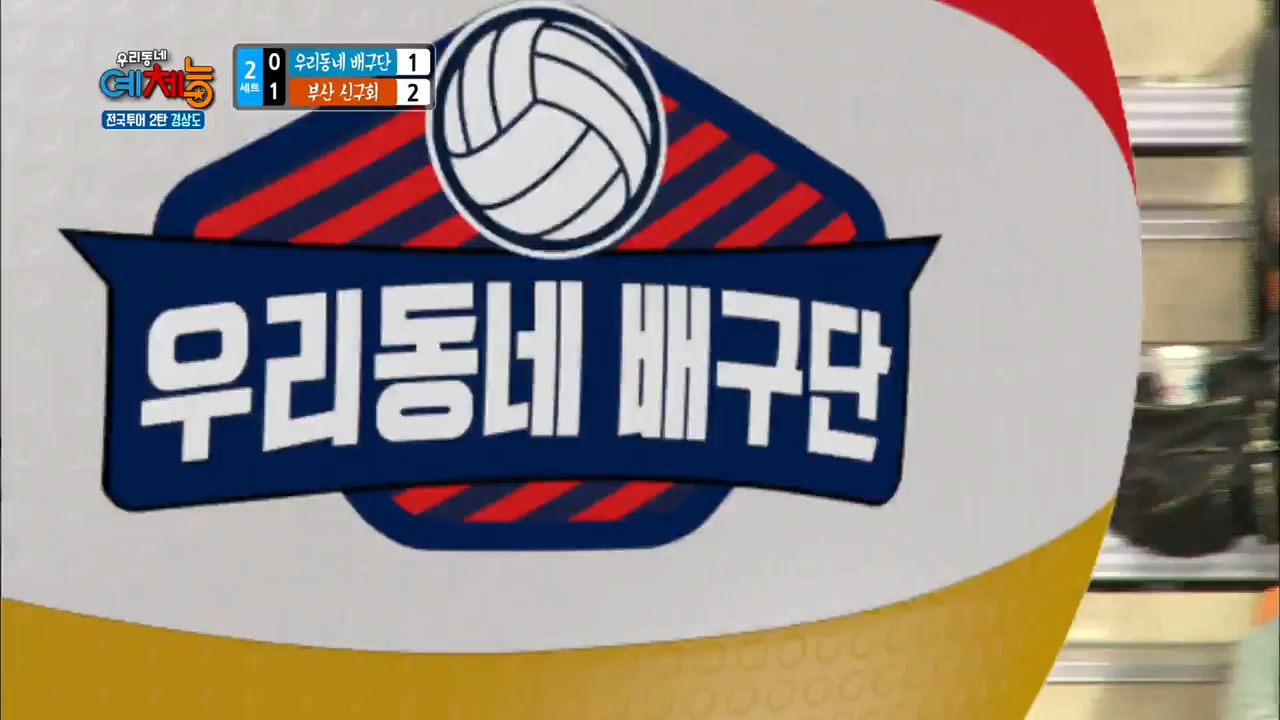 우리동네
예체능
전국투어 2탄 경상도
2 세트
0 우리동네 배구단 1
1 부산 신구회 2
우리동네 배구단